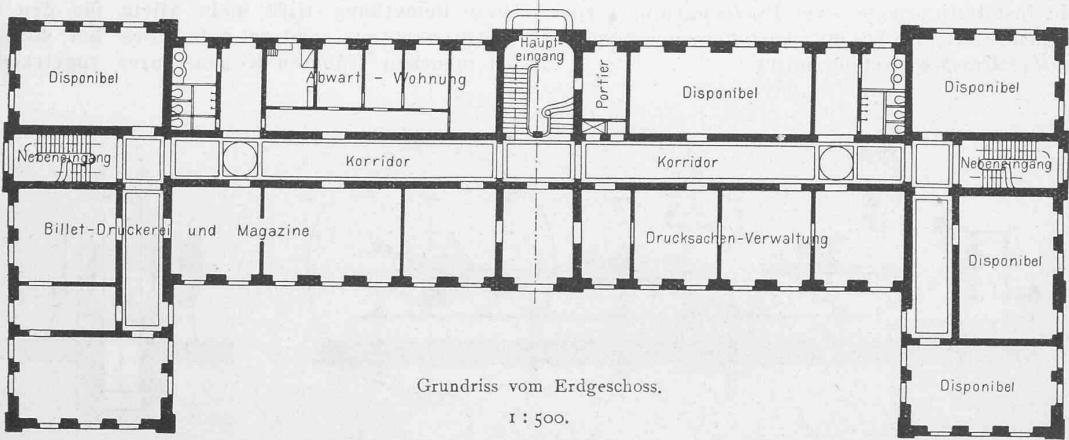 Haupt-
eingang
Disponibel
Abwart - Wohnung
Portier
Disponibel
Disponibel
Nebeneingang
Korridor
Korridor
Nebeneingang
Billet-Druckerei und Magazine
Drucksachen-Verwaltung
Disponibel
Disponibel
Grundriss vom Erdgeschoss.
1 : 500.